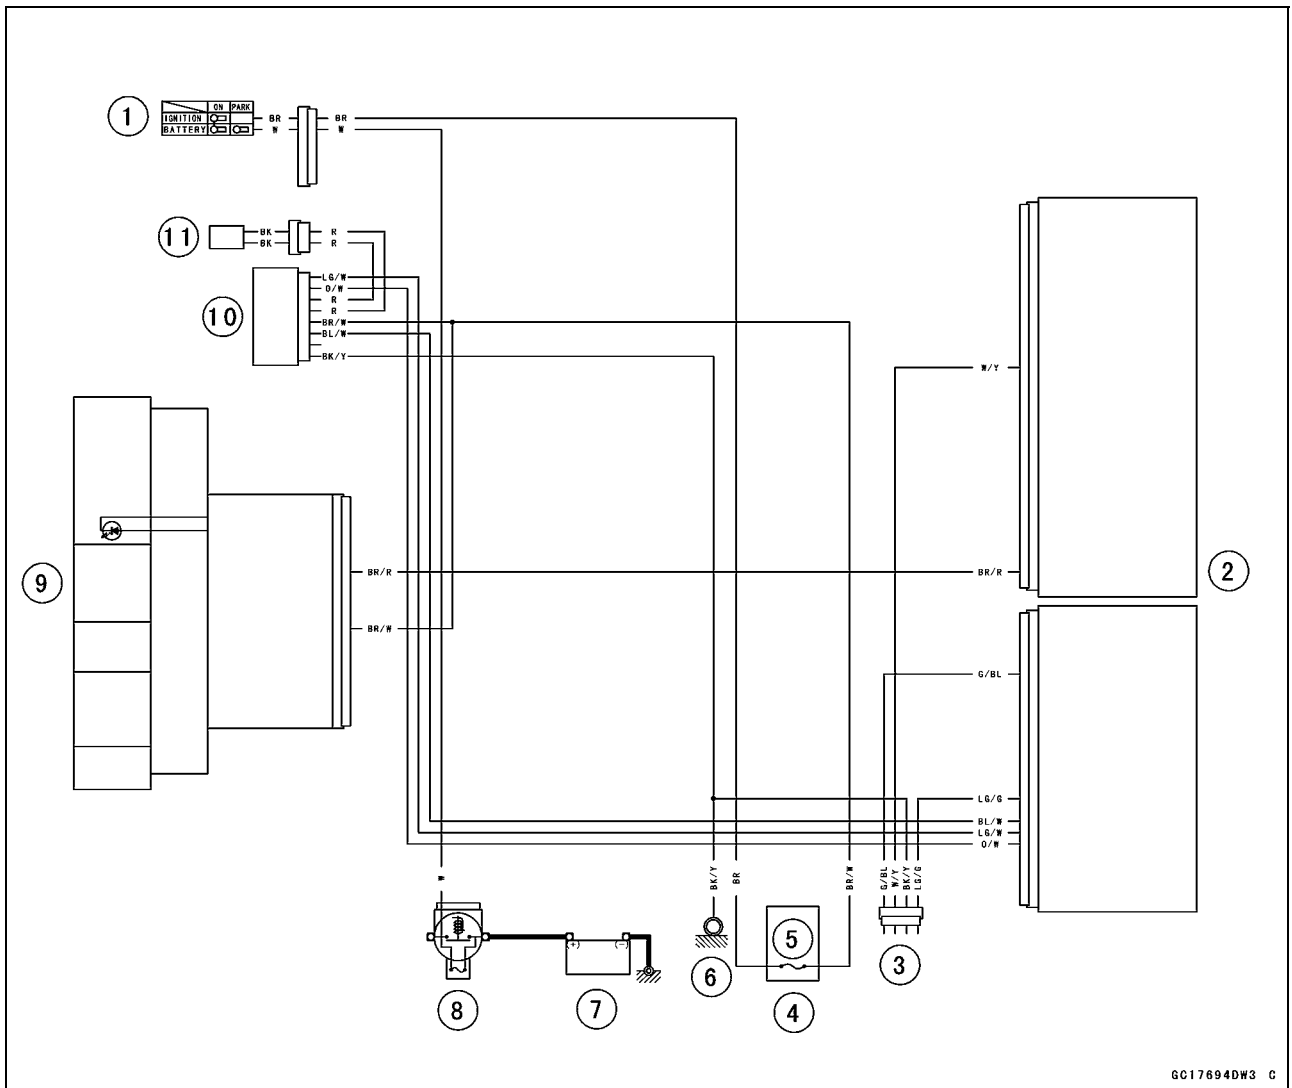 1
ON PARK
IGNITION
BATTERY
BR BR
W W
11
BK R
BK R
10
LG/W
O/W
R
R
BR/W
BL/W
BK/Y
W/Y
9
BR/R BR/R
2
BR/W
G/BL
LG/G
BL/W
LG/W
O/W
W
BK/Y
BR
BR/W
G/BL
W/Y
BK/Y
LG/G
(+) (-)
5
6
3
8
7
4
GC17694DW3 C